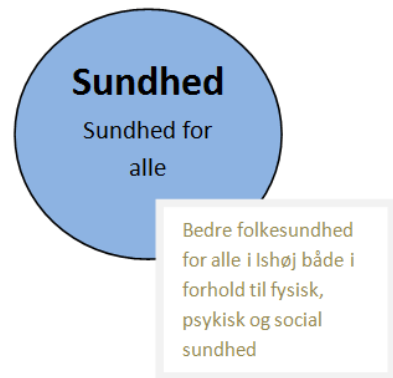 Sundhed
Sundhed for
alle
Bedre folkesundhed
for alle i Ishøj både i
forhold til fysisk,
psykisk og social
sundhed